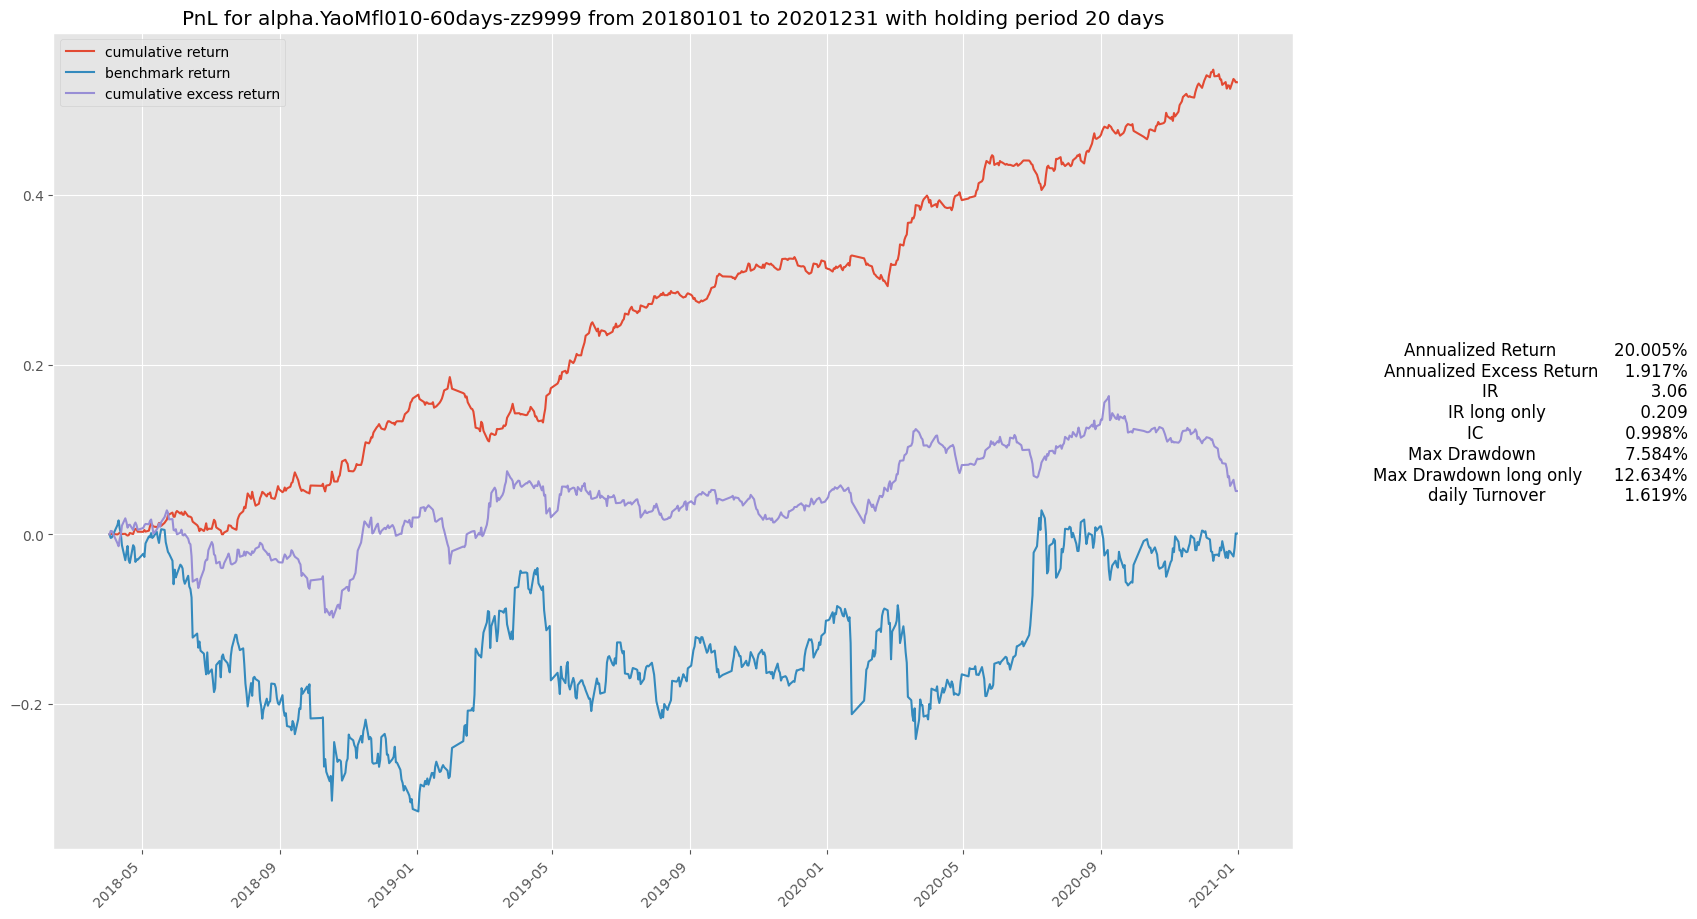 PnL for alpha.YaoMfl010-60days-zz9999 from 20180101 to 20201231 with holding period 20 days
cumulative return
benchmark return
cumulative excess return
0.4
0.2
0.0
−0.2
2018-05
2018-09
2019-01
2019-05
2019-09
2020-01
2020-05
2020-09
2021-01
Annualized Return 20.005%
Annualized Excess Return 1.917%
IR 3.06
IR long only 0.209
IC 0.998%
Max Drawdown 7.584%
Max Drawdown long only 12.634%
daily Turnover 1.619%